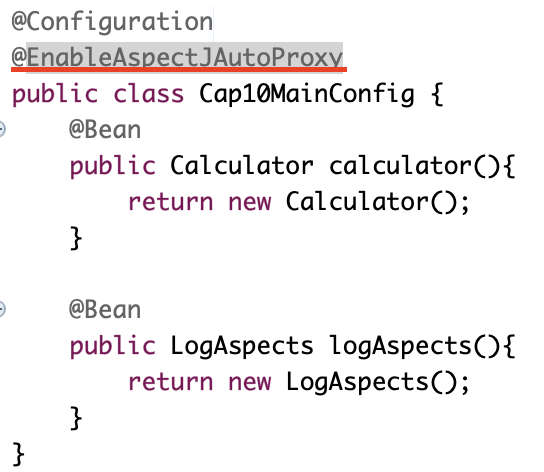 @Configuration
@EnableAspectJAutoProxy
public class Cap10MainConfig {
    @Bean
    public Calculator calculator(){
        return new Calculator();
    }

    @Bean
    public LogAspects logAspects(){
        return new LogAspects();
    }
}